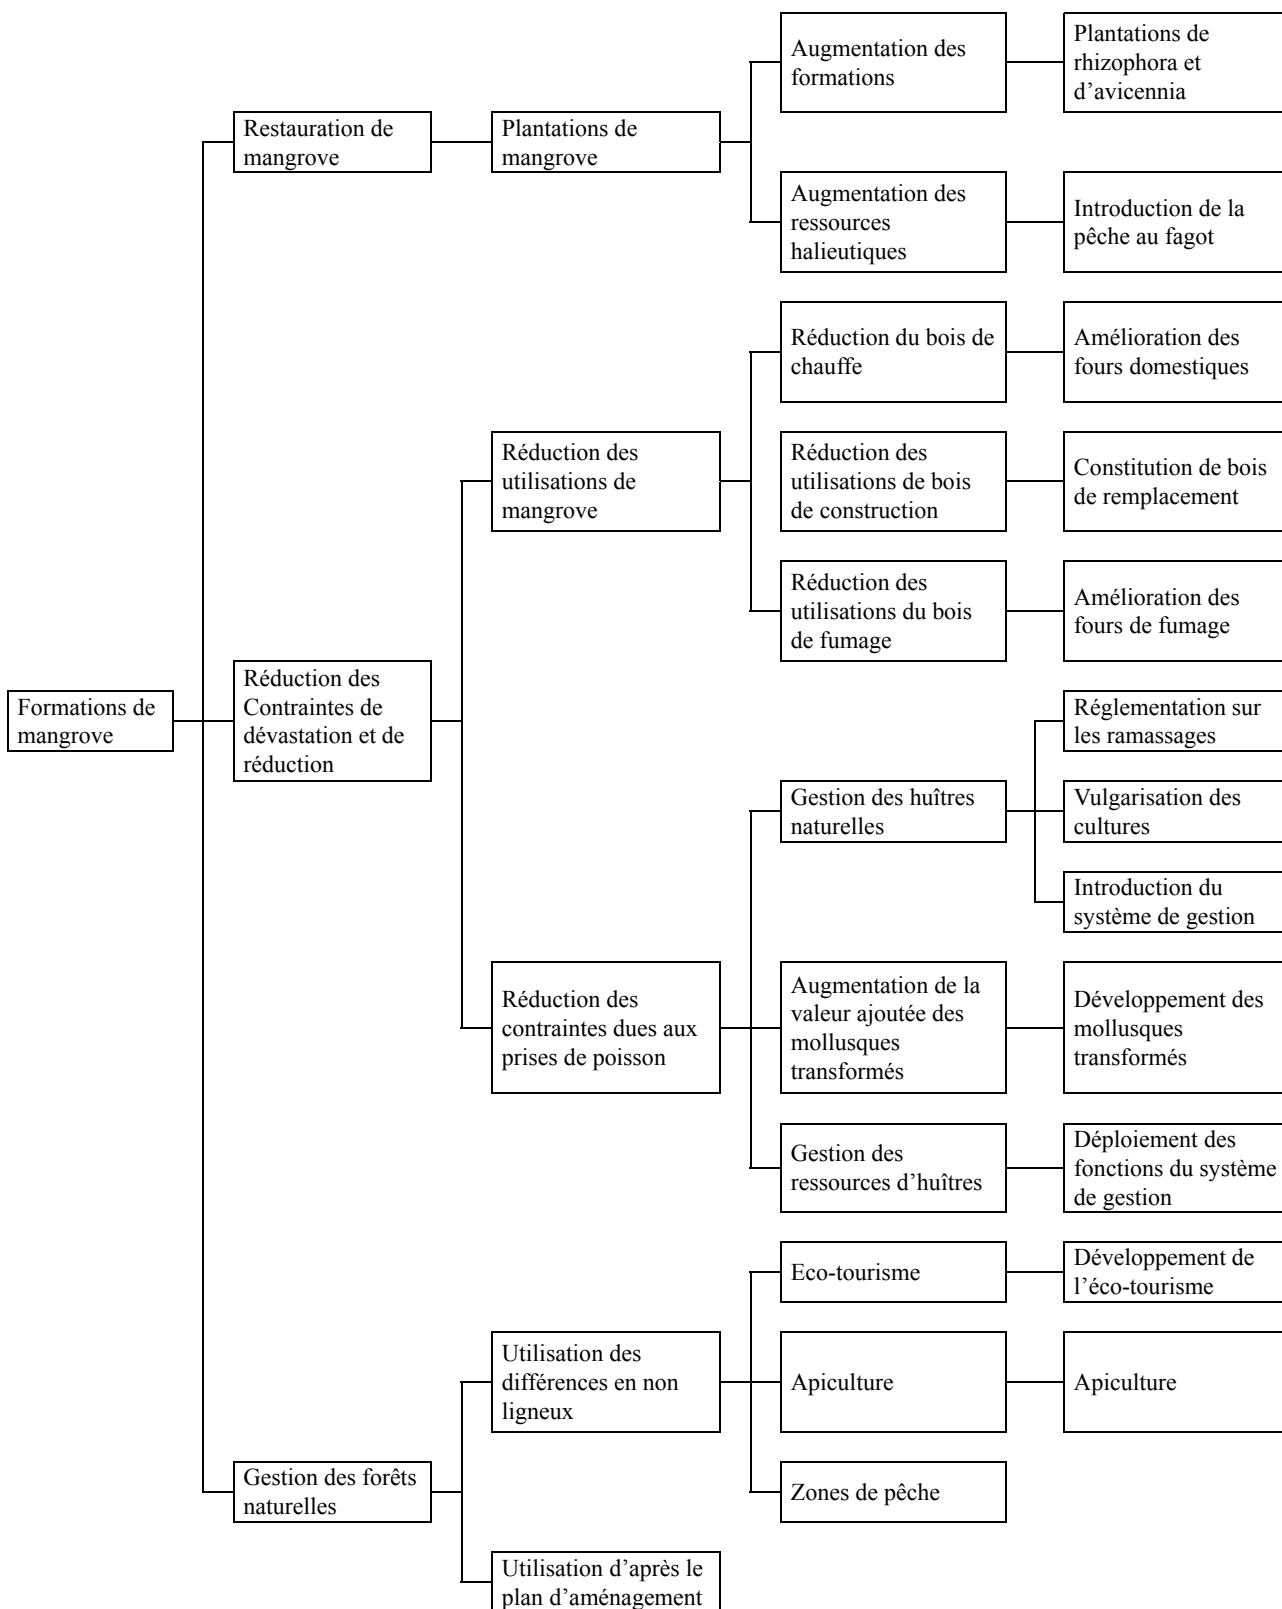 Formations de
mangrove
Restauration de
mangrove
Plantations de
mangrove
Augmentation des
formations
Plantations de
rhizophora et
d'avicennia
Augmentation des
ressources
halieutiques
Introduction de la
pêche au fagot
Réduction des
Contraintes de
dévastation et de
réduction
Réduction des
utilisations de
mangrove
Réduction du bois de
chauffe
Amélioration des
fours domestiques
Réduction des
utilisations de bois
de construction
Constitution de bois
de remplacement
Réduction des
utilisations du bois
de fumage
Amélioration des
fours de fumage
Réduction des
contraintes dues aux
prises de poisson
Gestion des huîtres
naturelles
Réglementation sur
les ramassages
Vulgarisation des
cultures
Introduction du
système de gestion
Augmentation de la
valeur ajoutée des
mollusques
transformés
Développement des
mollusques
transformés
Gestion des
ressources d'huîtres
Déploiement des
fonctions du système
de gestion
Gestion des forêts
naturelles
Utilisation des
différences en non
ligneux
Eco-tourisme
Développement de
l'éco-tourisme
Apiculture
Apiculture
Zones de pêche
Utilisation d'après le
plan d'aménagement